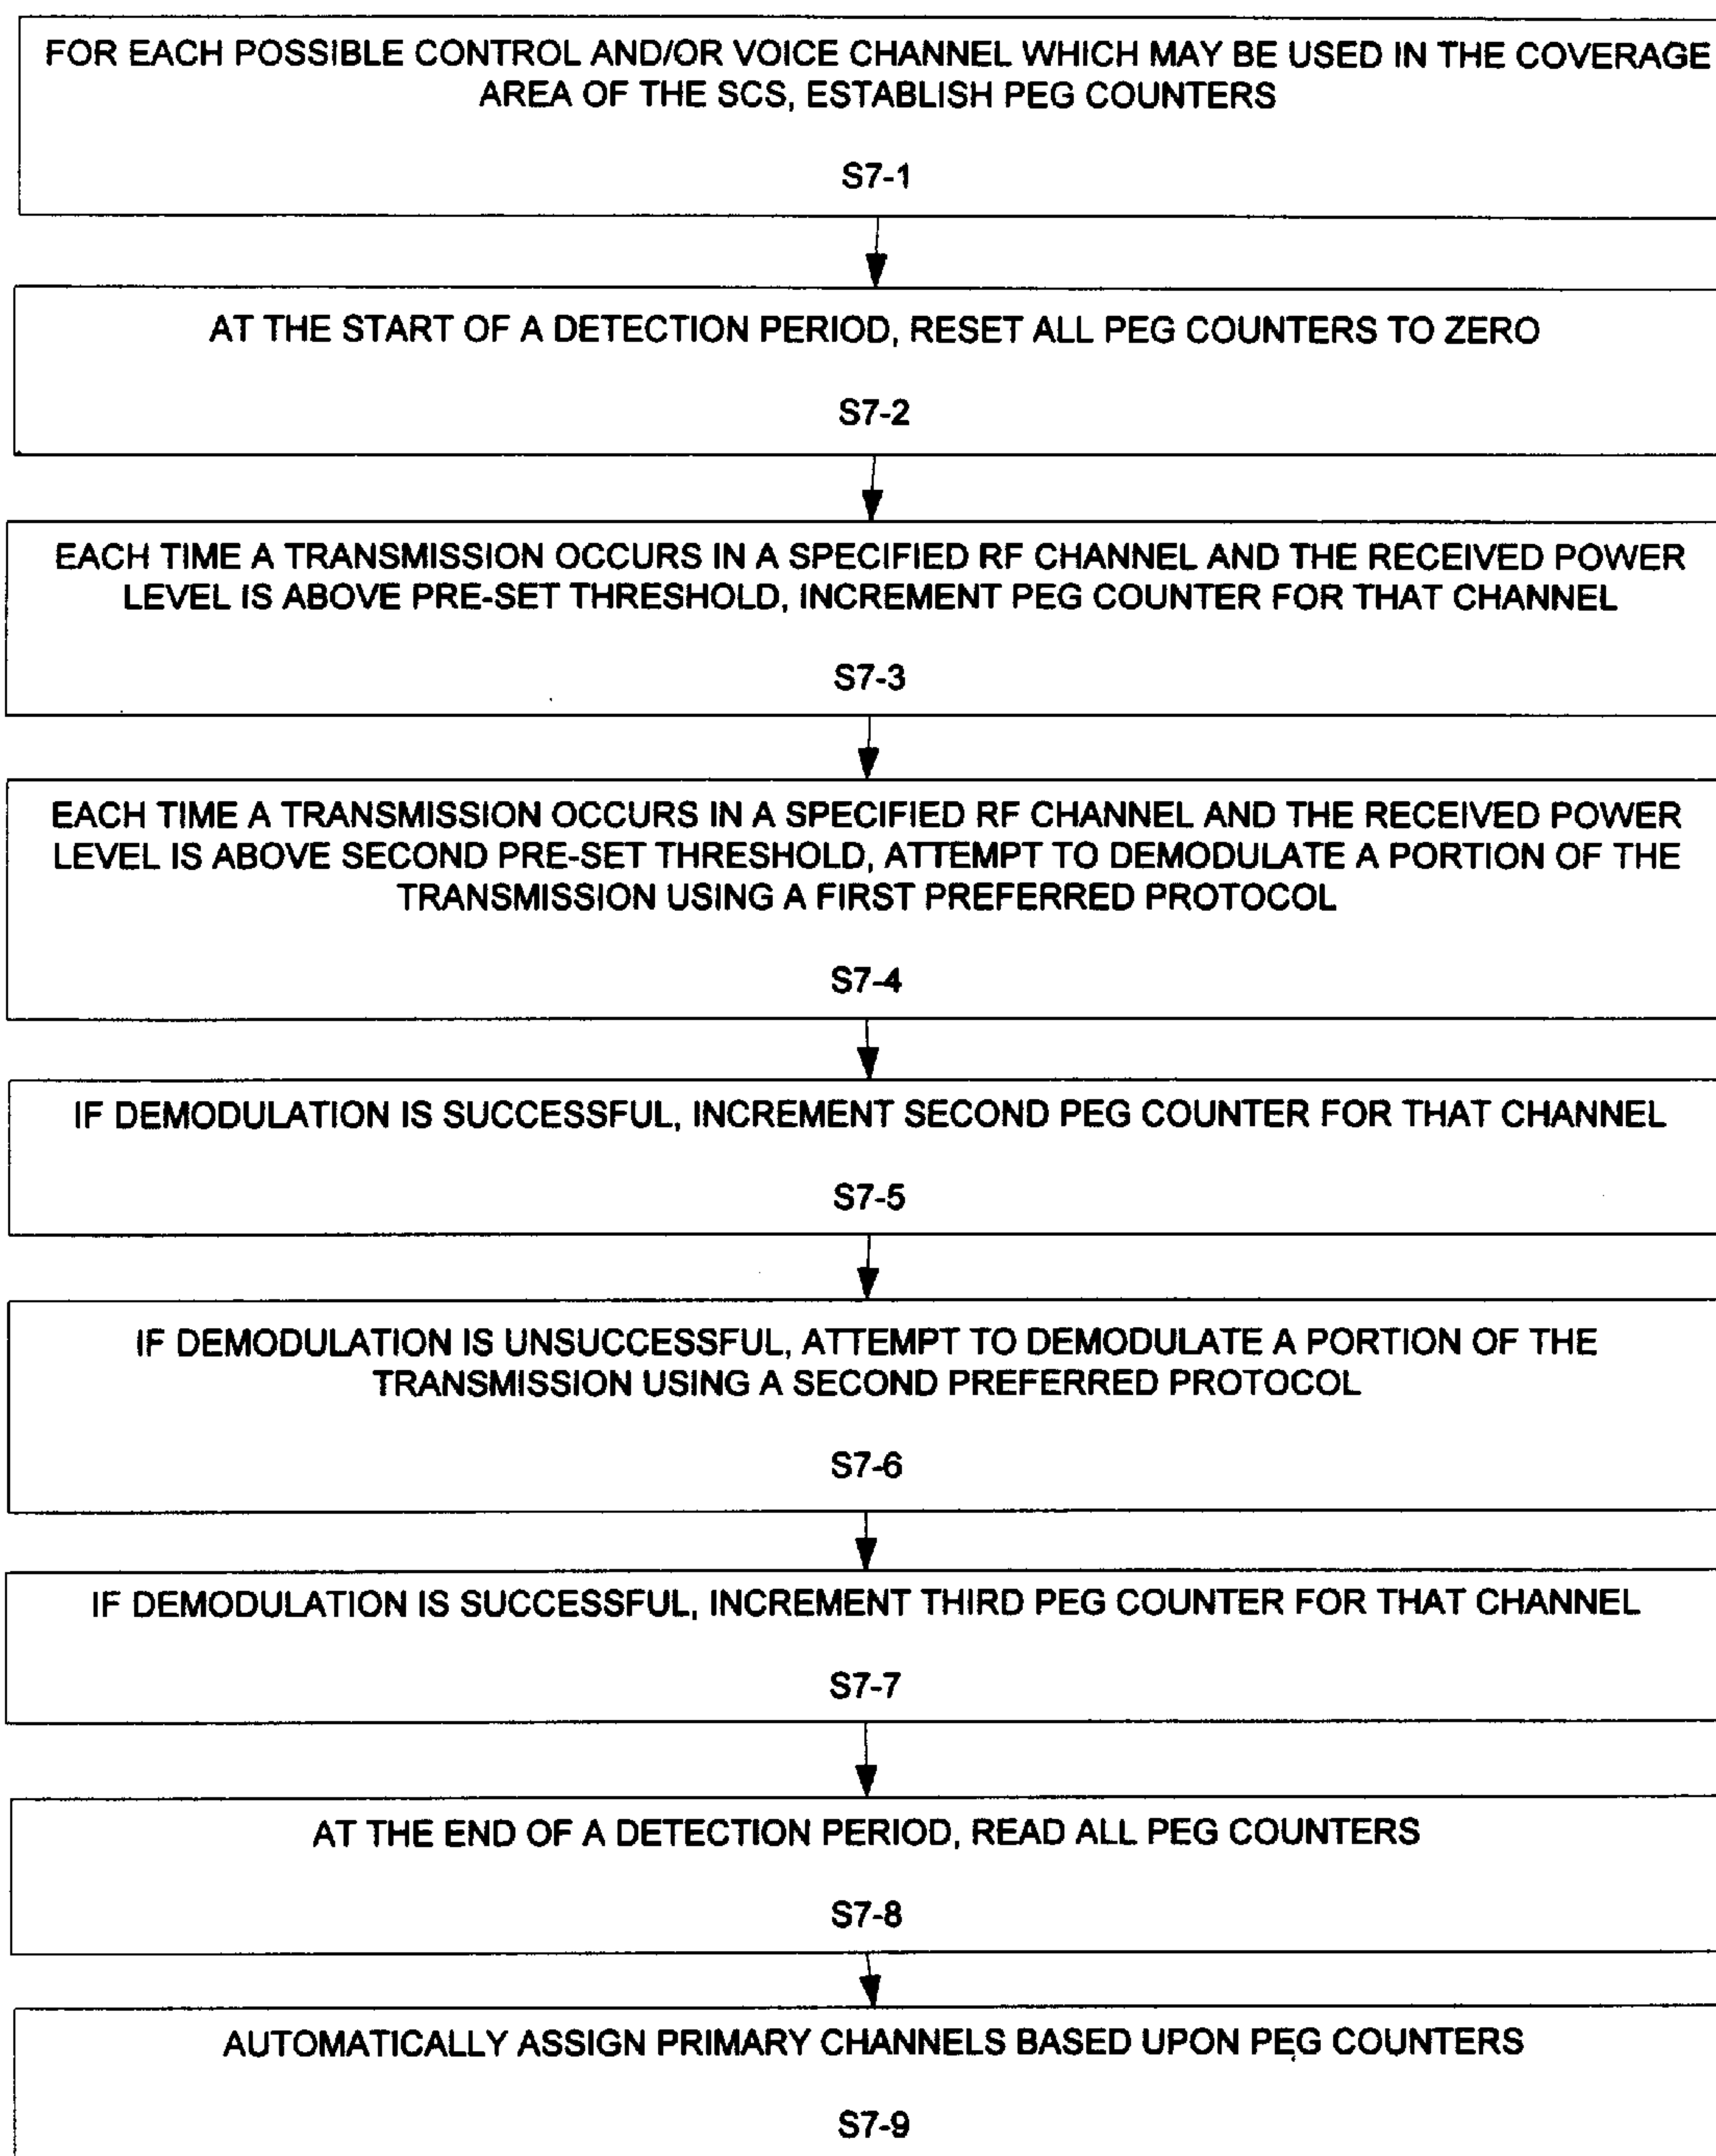 FOR EACH POSSIBLE CONTROL AND/OR VOICE CHANNEL WHICH MAY BE USED IN THE COVERAGE
AREA OF THE SCS, ESTABLISH PEG COUNTERS
S7-1
AT THE START OF A DETECTION PERIOD, RESET ALL PEG COUNTERS TO ZERO
S7-2
EACH TIME A TRANSMISSION OCCURS IN A SPECIFIED RF CHANNEL AND THE RECEIVED POWER
LEVEL IS ABOVE PRE-SET THRESHOLD, INCREMENT PEG COUNTER FOR THAT CHANNEL
S7-3
EACH TIME A TRANSMISSION OCCURS IN A SPECIFIED RF CHANNEL AND THE RECEIVED POWER
LEVEL IS ABOVE SECOND PRE-SET THRESHOLD, ATTEMPT TO DEMODULATE A PORTION OF THE
TRANSMISSION USING A FIRST PREFERRED PROTOCOL
S7-4
IF DEMODULATION IS SUCCESSFUL, INCREMENT SECOND PEG COUNTER FOR THAT CHANNEL
S7-5
IF DEMODULATION IS UNSUCCESSFUL, ATTEMPT TO DEMODULATE A PORTION OF THE
TRANSMISSION USING A SECOND PREFERRED PROTOCOL
S7-6
IF DEMODULATION IS SUCCESSFUL, INCREMENT THIRD PEG COUNTER FOR THAT CHANNEL
S7-7
AT THE END OF A DETECTION PERIOD, READ ALL PEG COUNTERS
S7-8
AUTOMATICALLY ASSIGN PRIMARY CHANNELS BASED UPON PEG COUNTERS
S7-9